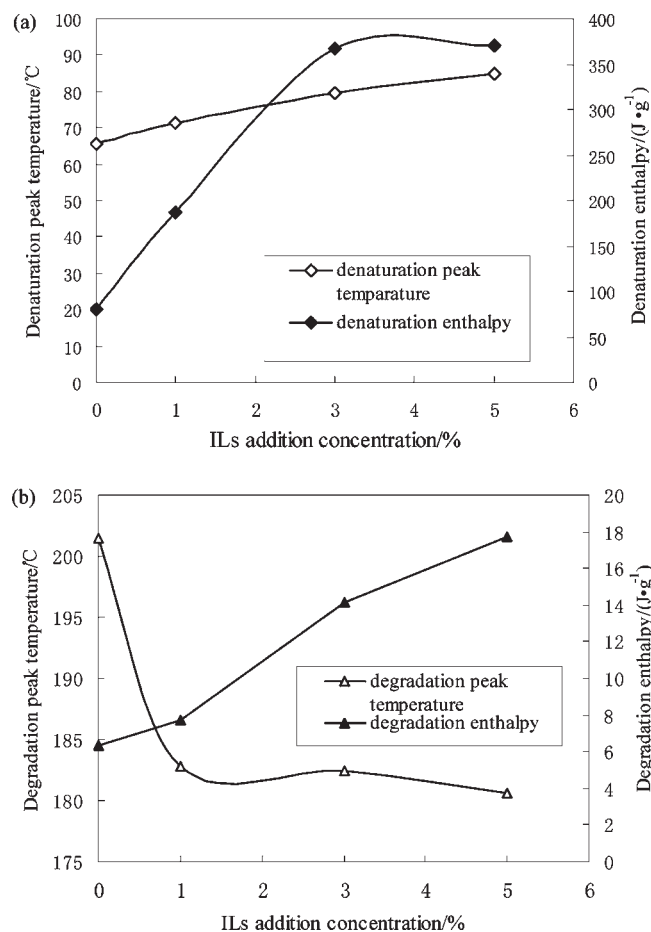 (a)
100
90
80
70
60
50
40
30
20
10
0
Denaturation peak temperature/℃
400
350
300
250
200
150
100
50
0
Denaturation enthalpy/(J•g⁻¹)
denaturation peak
temparature
denaturation enthalpy
0 1 2 3 4 5 6
ILs addition concentration/%
(b)
205
200
195
190
185
180
175
Degradation peak temperature/℃
20
18
16
14
12
10
8
6
4
2
0
Degradation enthalpy/(J•g⁻¹)
degradation peak
temperature
degradation enthalpy
0 1 2 3 4 5 6
ILs addition concentration/%